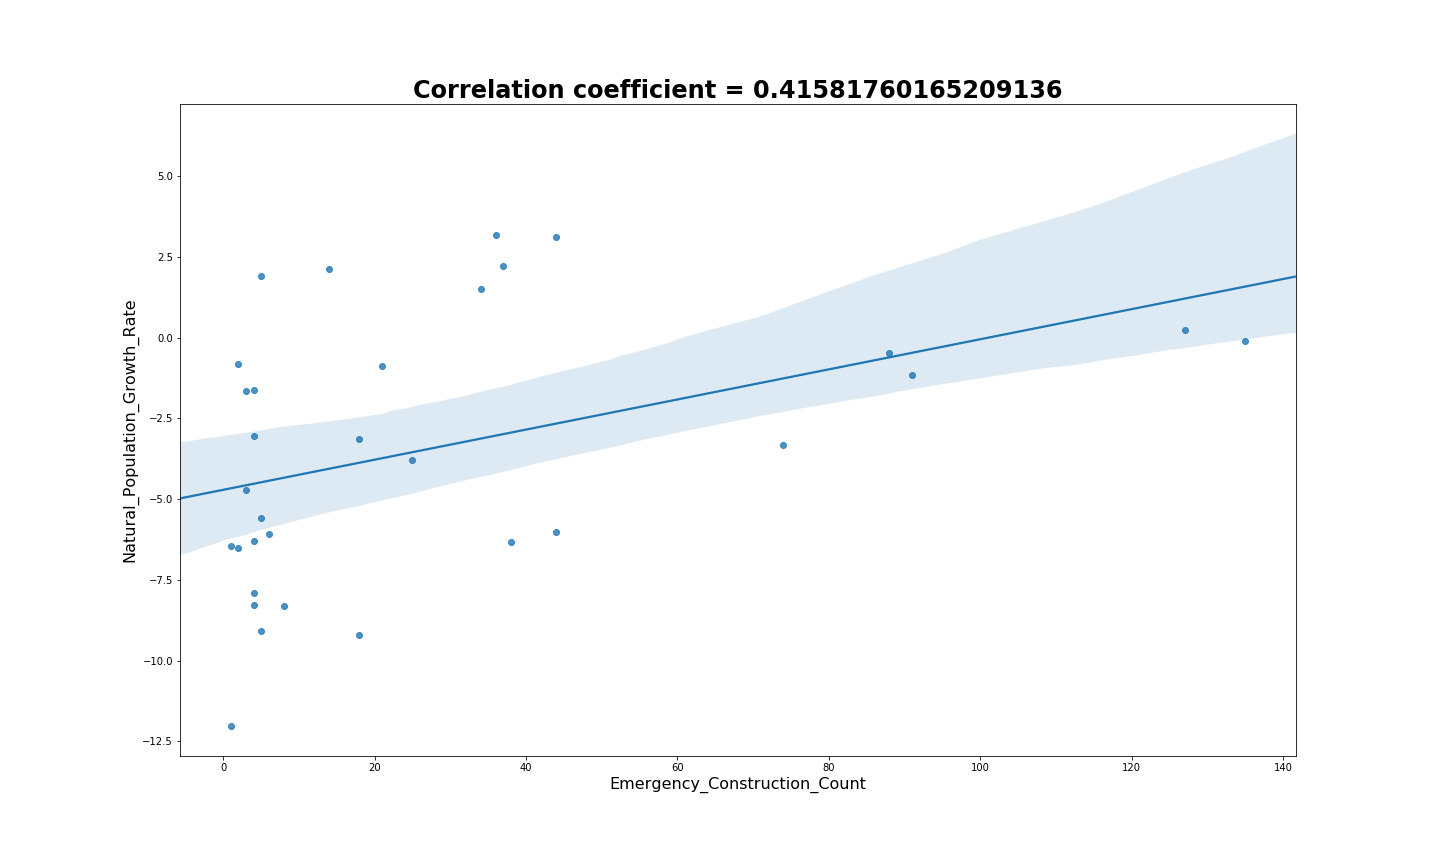 Correlation coefficient = 0.41581760165209136
5.0
2.5
0.0
−2.5
−5.0
−7.5
−10.0
−12.5
Natural_Population_Growth_Rate
0 20 40 60 80 100 120 140
Emergency_Construction_Count